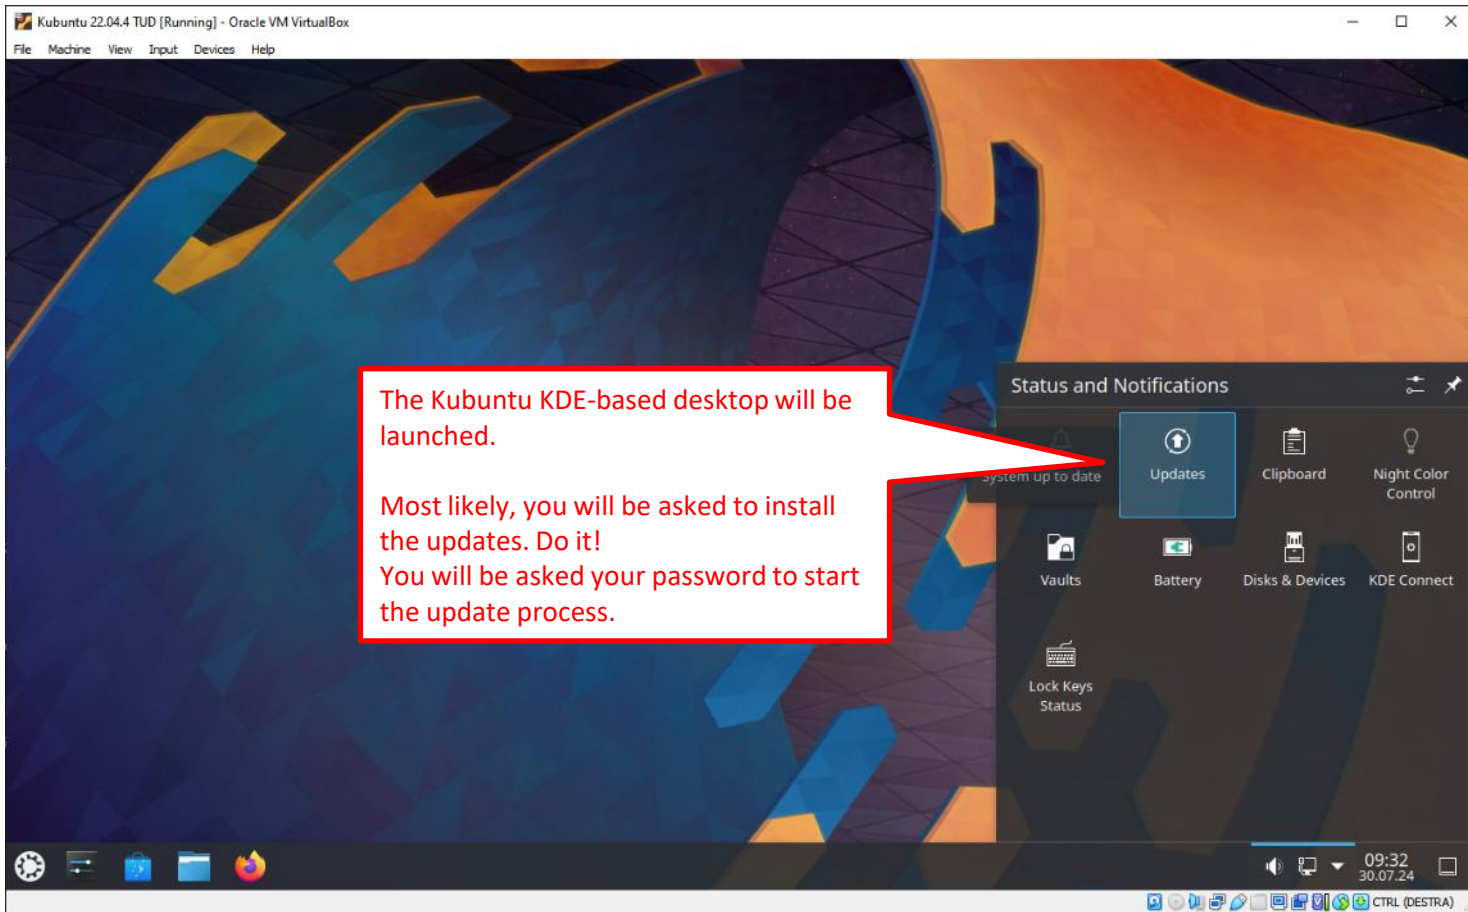 Kubuntu 22.04.4 TUD [Running] - Oracle VM VirtualBox
File Machine View Input Devices Help
The Kubuntu KDE-based desktop will be
launched.
Most likely, you will be asked to install
the updates. Do it!
You will be asked your password to start
the update process.
Status and Notifications
System up to date
Updates
Clipboard
Night Color
Control
Vaults
Battery
Disks & Devices
KDE Connect
Lock Keys
Status
09:32
30.07.24
CTRL (DESTRA)